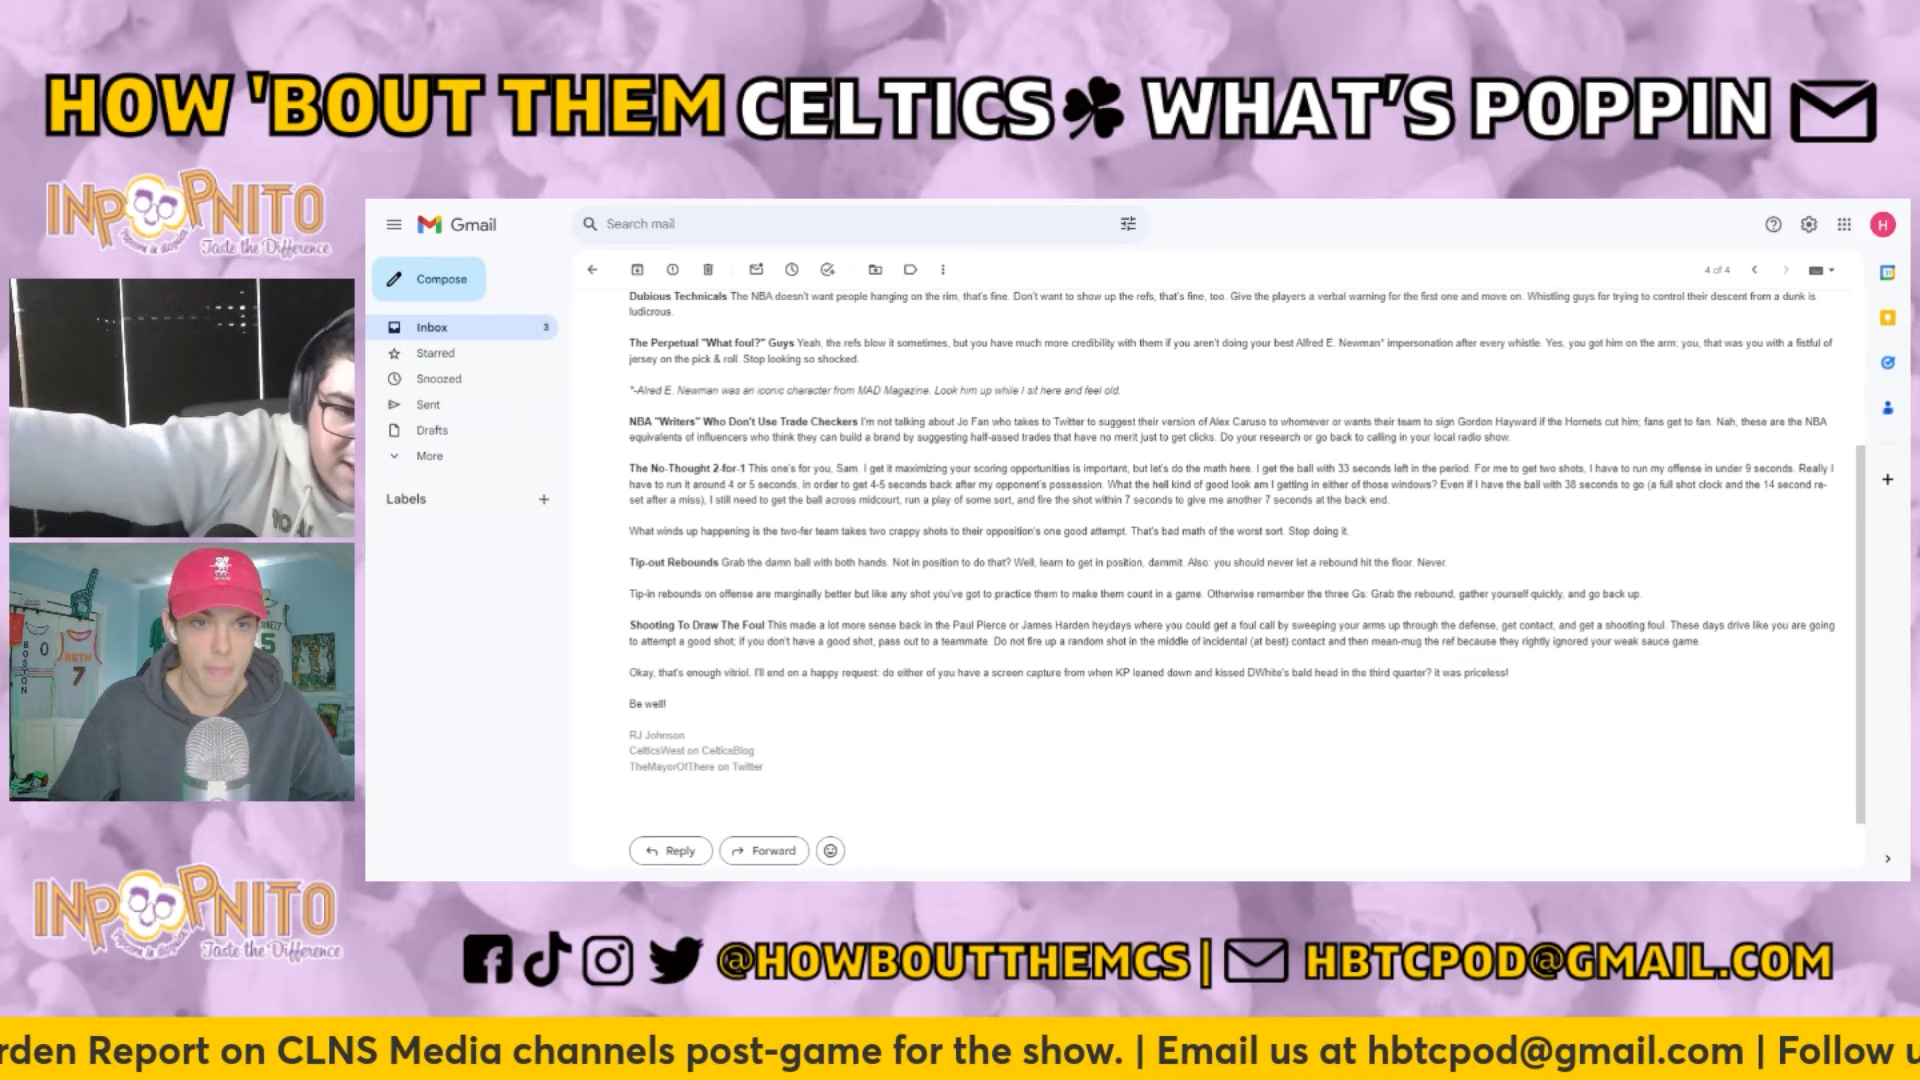 HOW 'BOUT THEM CELTICS WHAT'S POPPIN
INPOPNITO
Taste the Difference
Gmail
Search mail
H
Compose
4 of 4
Inbox 3
Starred
Snoozed
Sent
Drafts
More
Labels
Dubious Technicals The NBA doesn't want people hanging on the rim, that's fine. Don't want to show up the refs, that's fine, too. Give the players a verbal warning for the first one and move on. Whistling guys for trying to control their descent from a dunk is
ludicrous.
The Perpetual "What foul?" Guys Yeah, the refs blow it sometimes, but you have much more credibility with them if you aren't doing your best Alfred E. Newman* impersonation after every whistle. Yes, you got him on the arm; you, that was you with a fistful of
jersey on the pick & roll. Stop looking so shocked.
*-Alred E. Newman was an iconic character from MAD Magazine. Look him up while I sit here and feel old.
NBA "Writers" Who Don't Use Trade Checkers I'm not talking about Jo Fan who takes to Twitter to suggest their version of Alex Caruso to whomever or wants their team to sign Gordon Hayward if the Hornets cut him; fans get to fan. Nah, these are the NBA
equivalents of influencers who think they can build a brand by suggesting half-assed trades that have no merit just to get clicks. Do your research or go back to calling in your local radio show.
The No-Thought 2-for-1 This one's for you, Sam. I get it maximizing your scoring opportunities is important, but let's do the math here. I get the ball with 33 seconds left in the period. For me to get two shots, I have to run my offense in under 9 seconds. Really I
have to run it around 4 or 5 seconds, in order to get 4-5 seconds back after my opponent's possession. What the hell kind of good look am I getting in either of those windows? Even if I have the ball with 38 seconds to go (a full shot clock and the 14 second re-
set after a miss), I still need to get the ball across midcourt, run a play of some sort, and fire the shot within 7 seconds to give me another 7 seconds at the back end.
What winds up happening is the two-fer team takes two crappy shots to their opposition's one good attempt. That's bad math of the worst sort. Stop doing it.
Tip-out Rebounds Grab the damn ball with both hands. Not in position to do that? Well, learn to get in position, dammit. Also: you should never let a rebound hit the floor. Never.
Tip-in rebounds on offense are marginally better but like any shot you've got to practice them to make them count in a game. Otherwise remember the three Gs: Grab the rebound, gather yourself quickly, and go back up.
Shooting To Draw The Foul This made a lot more sense back in the Paul Pierce or James Harden heydays where you could get a foul call by sweeping your arms up through the defense, get contact, and get a shooting foul. These days drive like you are going
to attempt a good shot; if you don't have a good shot, pass out to a teammate. Do not fire up a random shot in the middle of incidental (at best) contact and then mean-mug the ref because they rightly ignored your weak sauce game.
Okay, that's enough vitriol. I'll end on a happy request: do either of you have a screen capture from when KP leaned down and kissed DWhite's bald head in the third quarter? it was priceless!
Be well!
RJ Johnson
CelticsWest on CelticsBlog
TheMayorOfThere on Twitter
Reply
Forward
BOSTON
0
7
5
INPOPNITO
Taste the Difference
@HOWBOUTTHEMCS | HBTCPOD@GMAIL.COM
rden Report on CLNS Media channels post-game for the show. | Email us at hbtcpod@gmail.com | Follow u